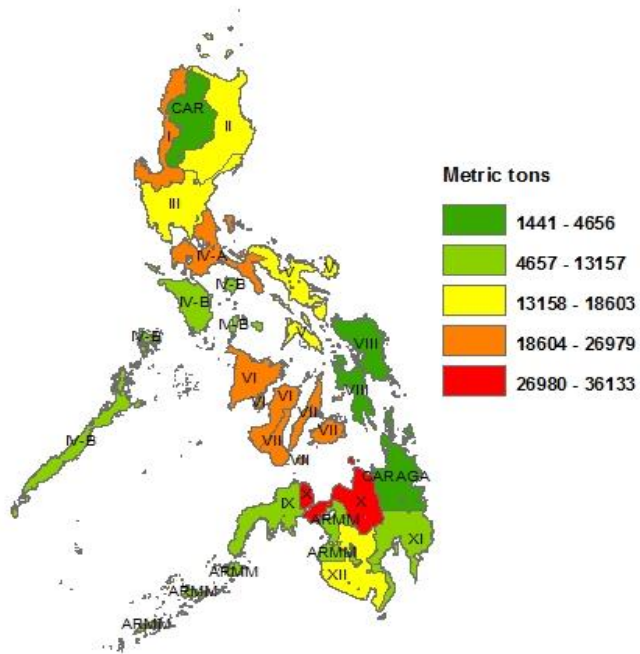 CAR
II
I
III
Metric tons
1441 - 4656
4657 - 13157
13158 - 18603
18604 - 26979
26980 - 36133
IV-A
V
V
IV-B
IV-B
IV-B
V
IV-B
VIII
VI
VIII
VI
VI
VII
IV-B
VII
VII
VII
CARAGA
X
X
IX
ARMM
XI
ARMM
XII
ARMM
ARMM
ARMM